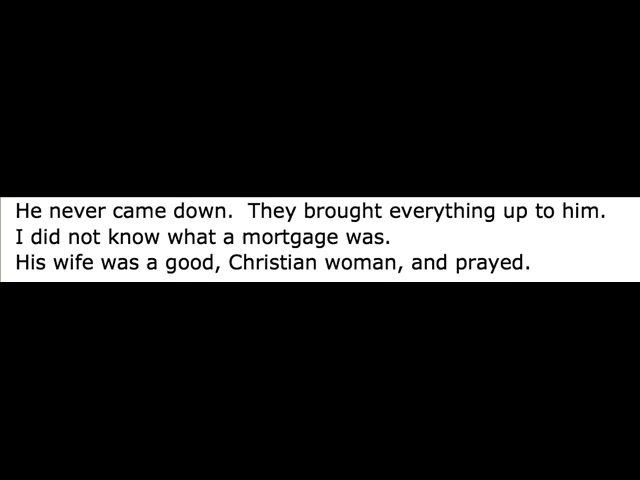 He never came down.  They brought everything up to him.
I did not know what a mortgage was.
His wife was a good, Christian woman, and prayed.